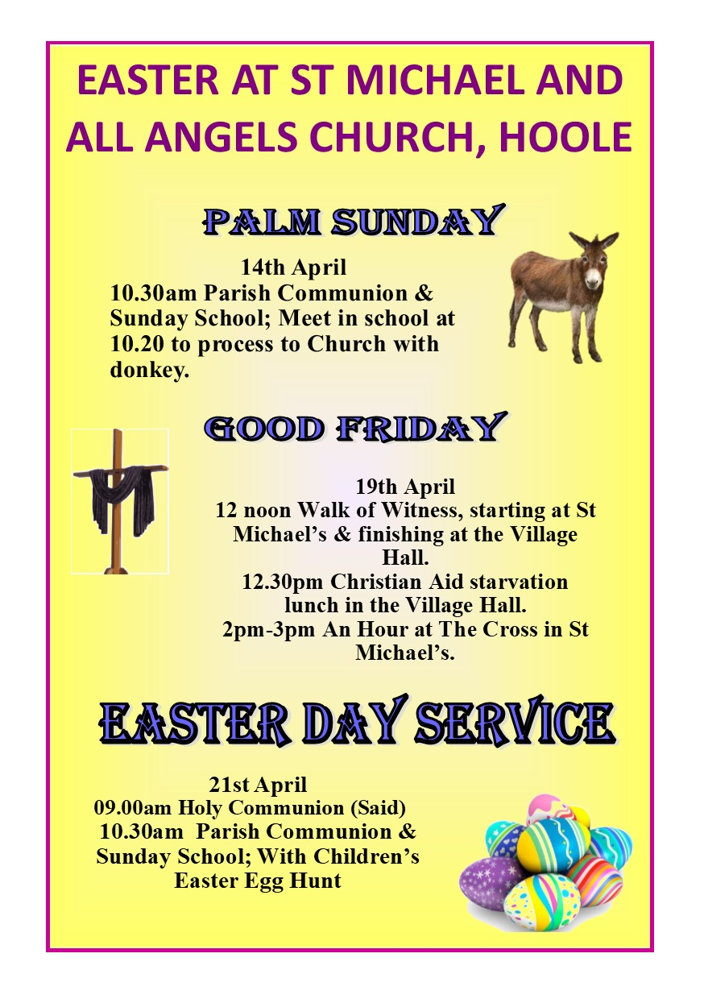 EASTER AT ST MICHAEL AND
ALL ANGELS CHURCH, HOOLE
PALM SUNDAY
14th April
10.30am Parish Communion &
Sunday School; Meet in school at
10.20 to process to Church with
donkey.
GOOD FRIDAY
19th April
12 noon Walk of Witness, starting at St
Michael’s & finishing at the Village
Hall.
12.30pm Christian Aid starvation
lunch in the Village Hall.
2pm-3pm An Hour at The Cross in St
Michael’s.
EASTER DAY SERVICE
21st April
09.00am Holy Communion (Said)
10.30am  Parish Communion &
Sunday School; With Children’s
Easter Egg Hunt